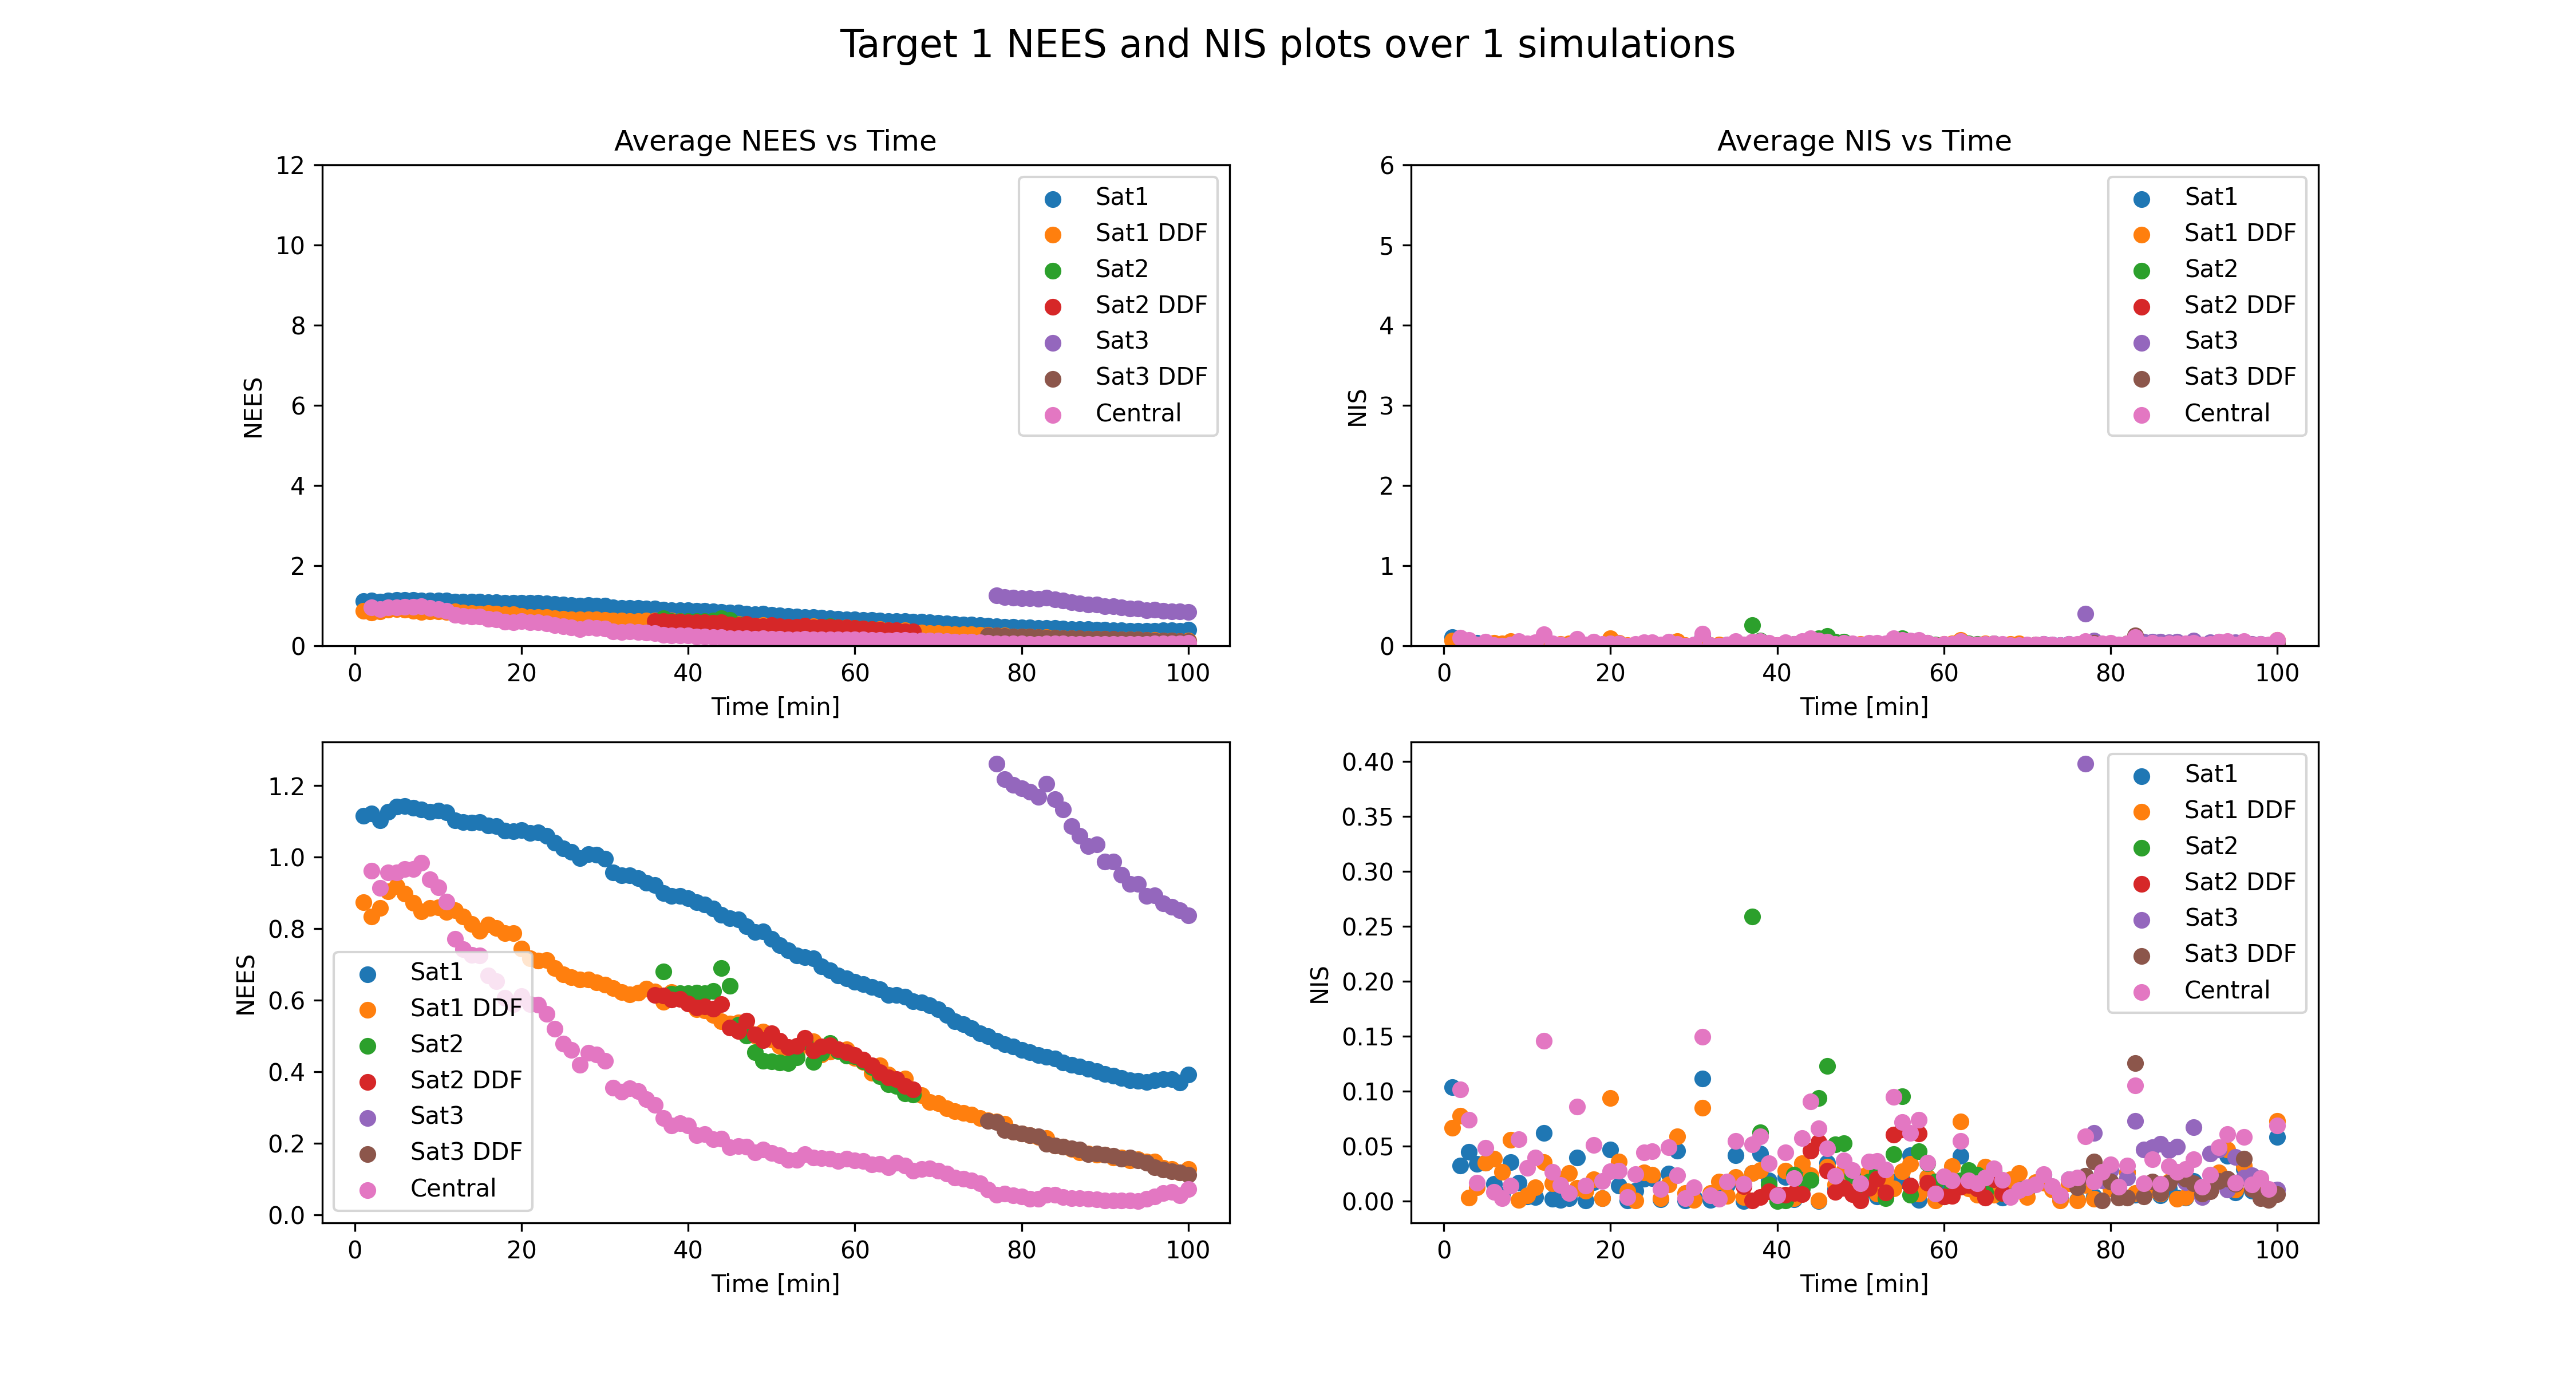 Target 1 NEES and NIS plots over 1 simulations
Average NEES vs Time
12
10
8
6
4
2
0
NEES
0 20 40 60 80 100
Time [min]
Sat1
Sat1 DDF
Sat2
Sat2 DDF
Sat3
Sat3 DDF
Central
Average NIS vs Time
6
5
4
3
2
1
0
NIS
0 20 40 60 80 100
Time [min]
Sat1
Sat1 DDF
Sat2
Sat2 DDF
Sat3
Sat3 DDF
Central
1.2
1.0
0.8
0.6
0.4
0.2
0.0
NEES
0 20 40 60 80 100
Time [min]
Sat1
Sat1 DDF
Sat2
Sat2 DDF
Sat3
Sat3 DDF
Central
0.40
0.35
0.30
0.25
0.20
0.15
0.10
0.05
0.00
NIS
0 20 40 60 80 100
Time [min]
Sat1
Sat1 DDF
Sat2
Sat2 DDF
Sat3
Sat3 DDF
Central